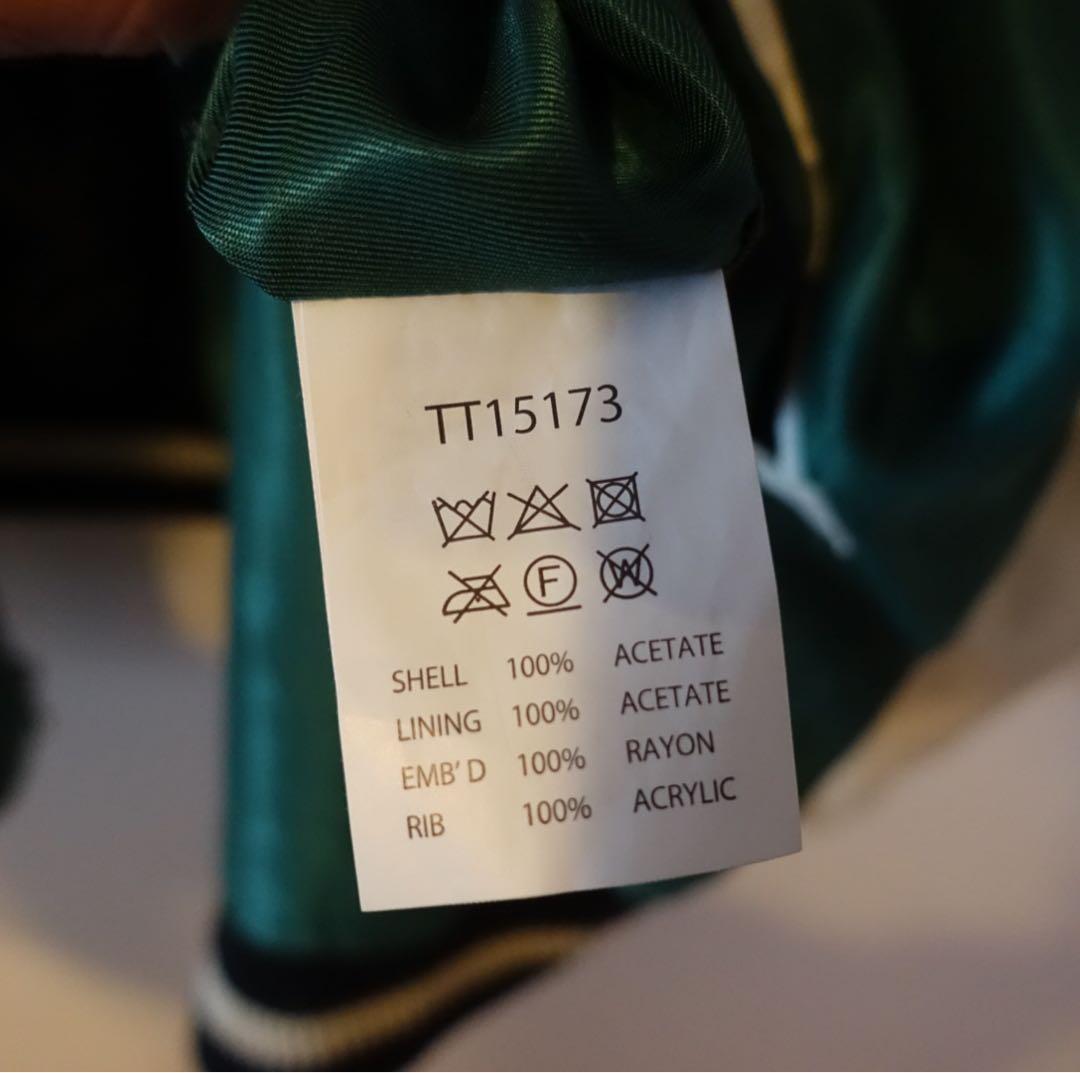 TT15173
F W
SHELL 100% ACETATE
LINING 100% ACETATE
EMB' D 100% RAYON
RIB 100% ACRYLIC